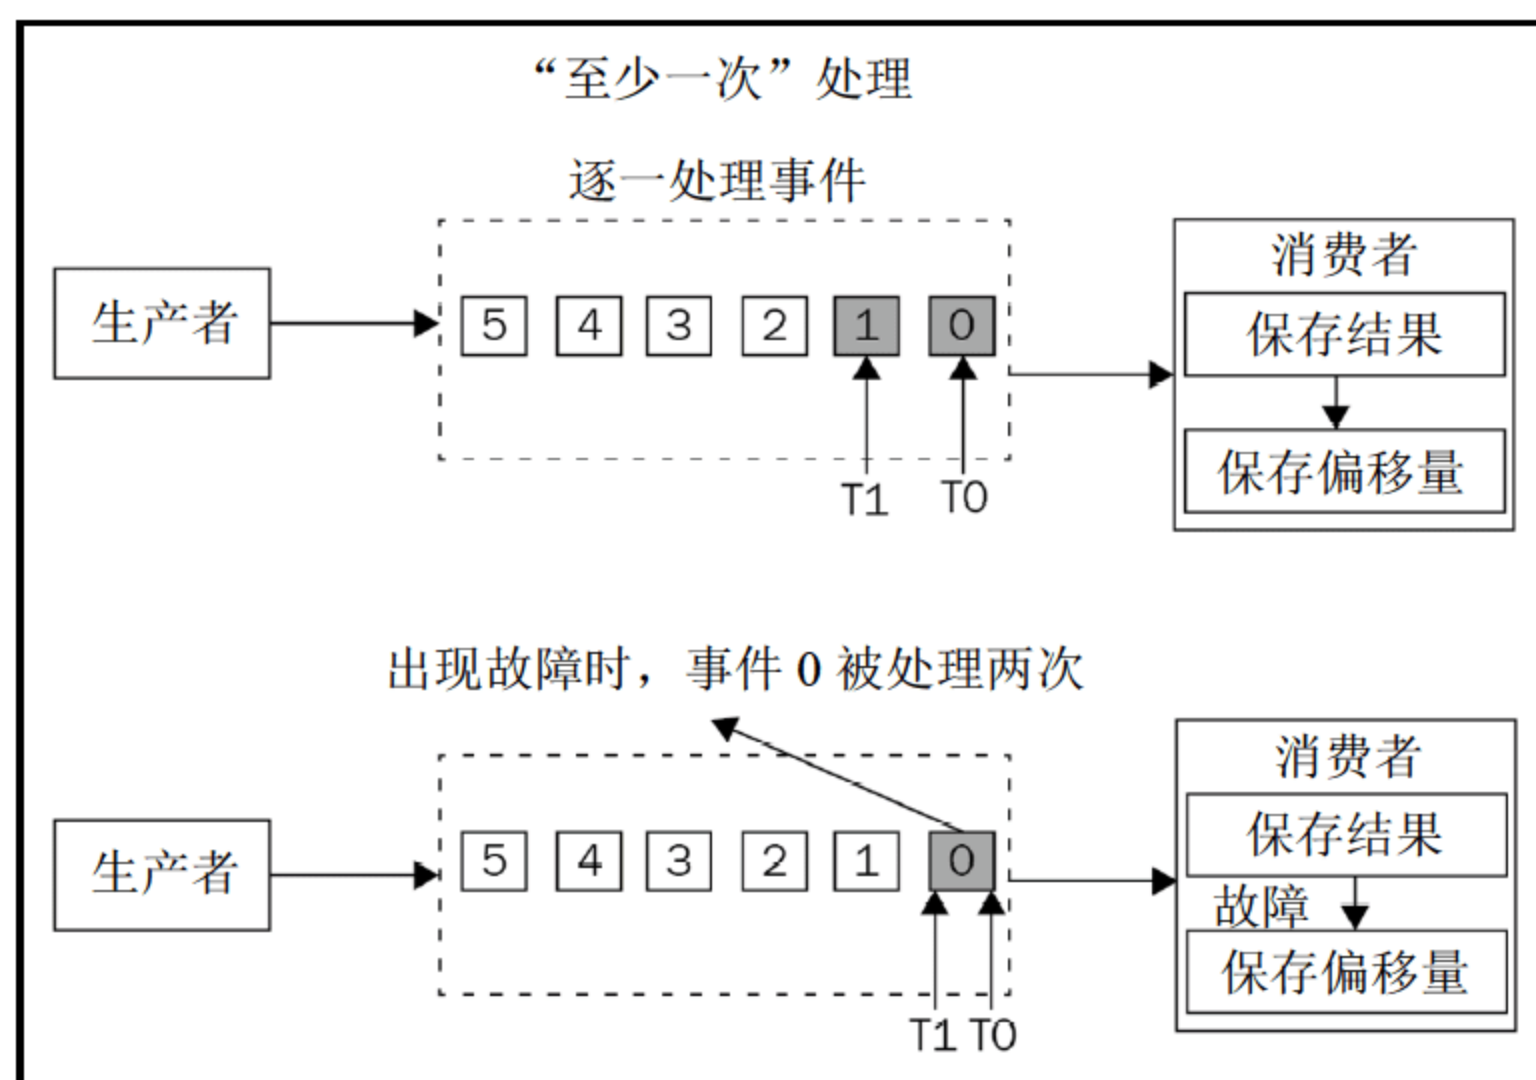 “至少一次”处理
逐一处理事件
生产者
5 4 3 2 1 0
T1 T0
消费者
保存结果
保存偏移量
出现故障时，事件 0 被处理两次
生产者
5 4 3 2 1 0
T1 T0
消费者
保存结果
故障
保存偏移量